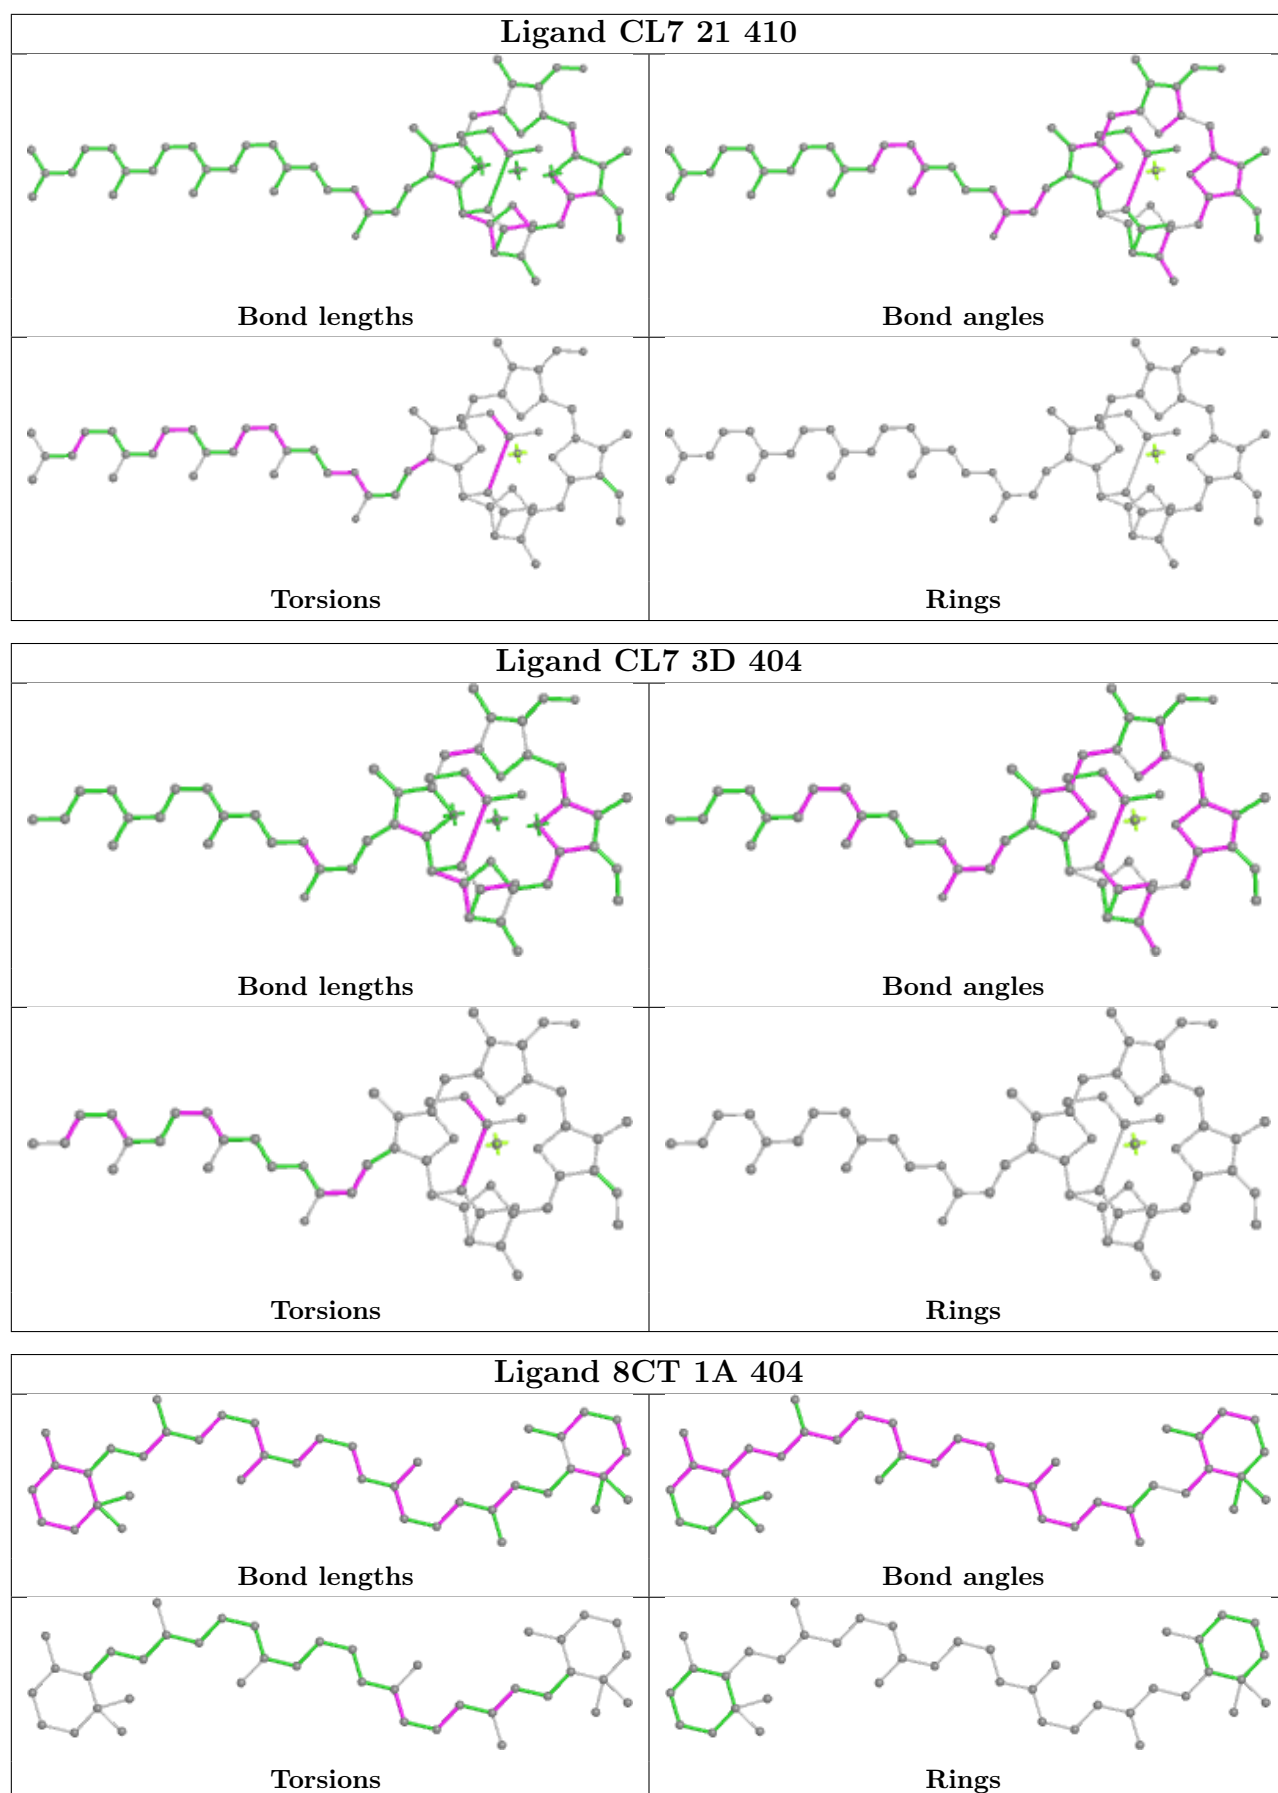 Ligand CL7 21 410
Bond lengths
Bond angles
Torsions
Rings
Ligand CL7 3D 404
Bond lengths
Bond angles
Torsions
Rings
Ligand 8CT 1A 404
Bond lengths
Bond angles
Torsions
Rings